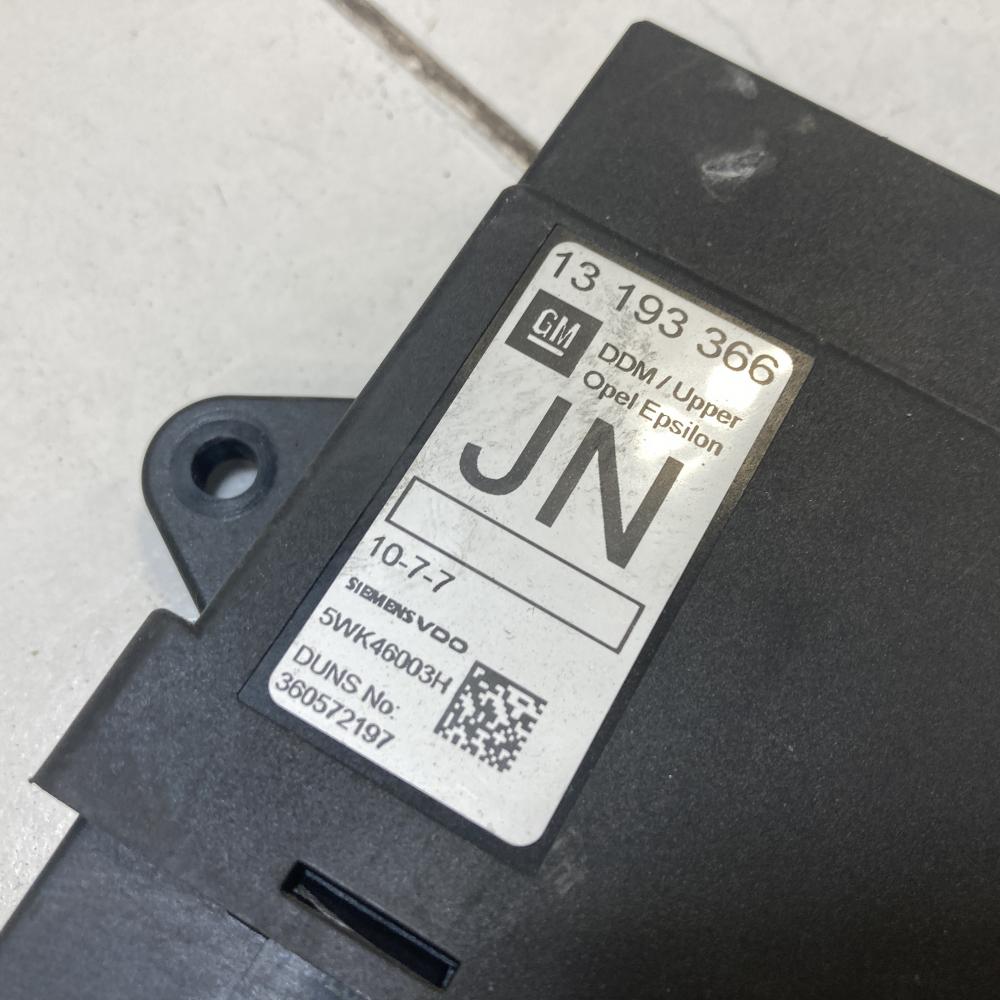 13 193 366
GM
DDM / Upper
Opel Epsilon
JN
10-7-7
SIEMENS VDO
5WK46003H
DUNS No:
360572197